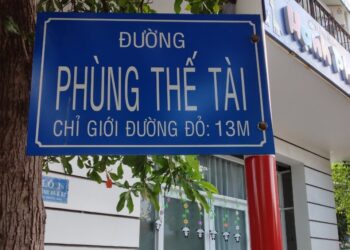 ĐƯỜNG
PHÙNG THẾ TÀI
CHỈ GIỚI ĐƯỜNG ĐỎ: 13M